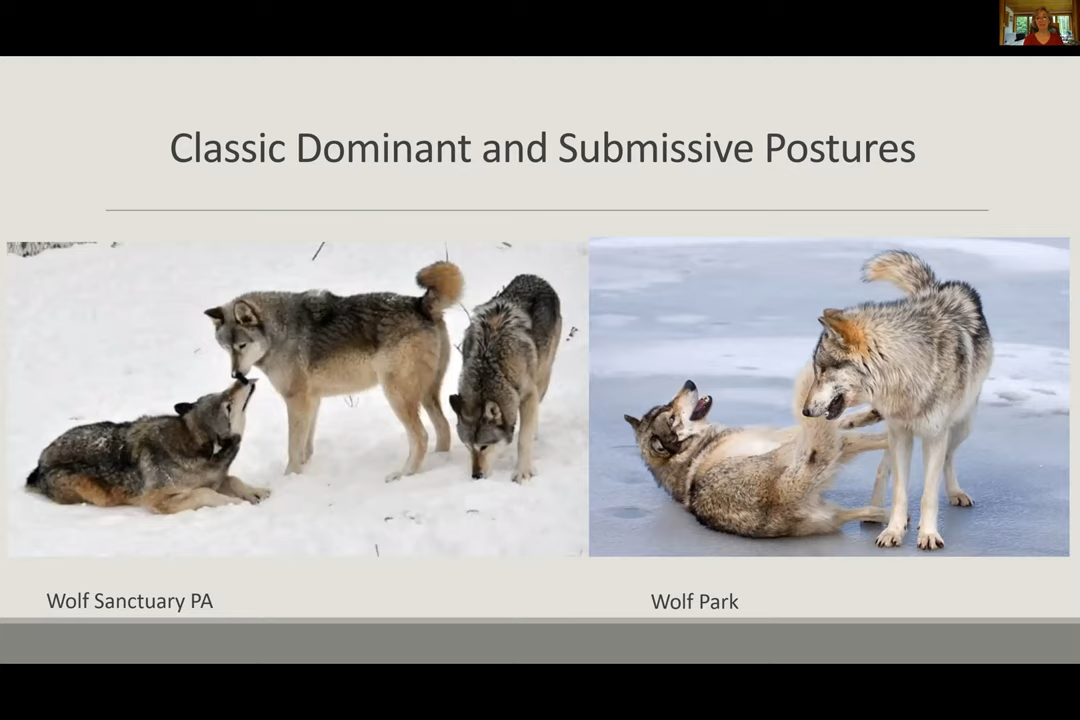 Classic Dominant and Submissive Postures
Wolf Sanctuary PA
Wolf Park